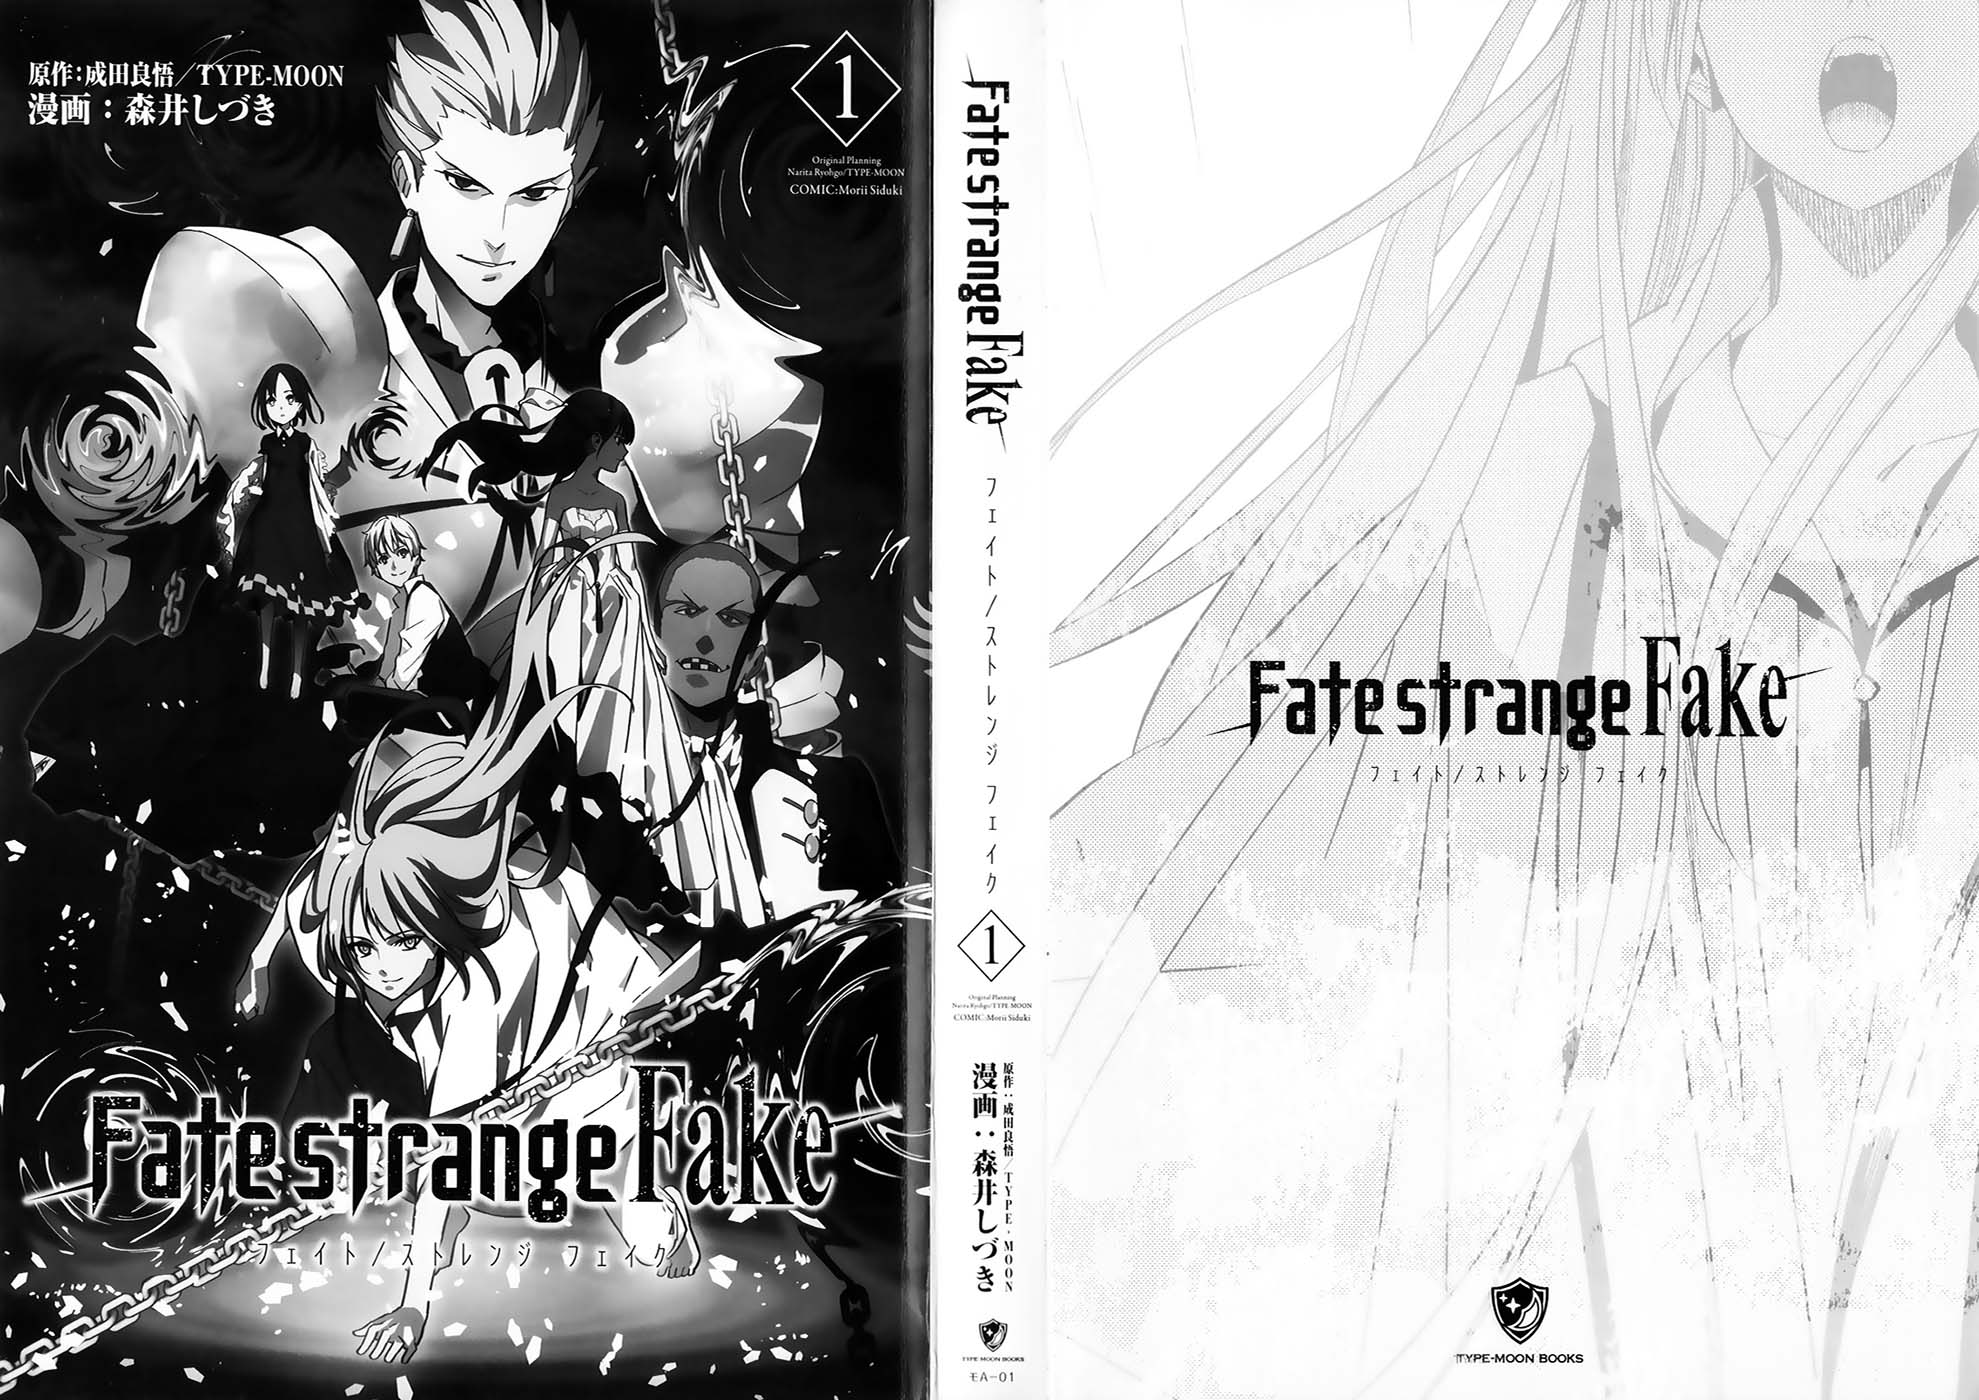 原作：成田良悟／TYPE-MOON
漫画：森井しづき
1
Original Planning
Narita Ryohgo/TYPE-MOON
COMIC:Morii Siduki
Fate strange Fake
フェイト/ストレンジ フェイク
Fate strange Fake
フェイト/ストレンジ フェイク
1
Original Planning
Narita Ryohgo/TYPE-MOON
COMIC:Morii Siduki
原作：成田良悟／TYPE-MOON
漫画：森井しづき
TYPE-MOON BOOKS
モA-01
Fate strange Fake
フェイト/ストレンジ フェイク
TYPE-MOON BOOKS